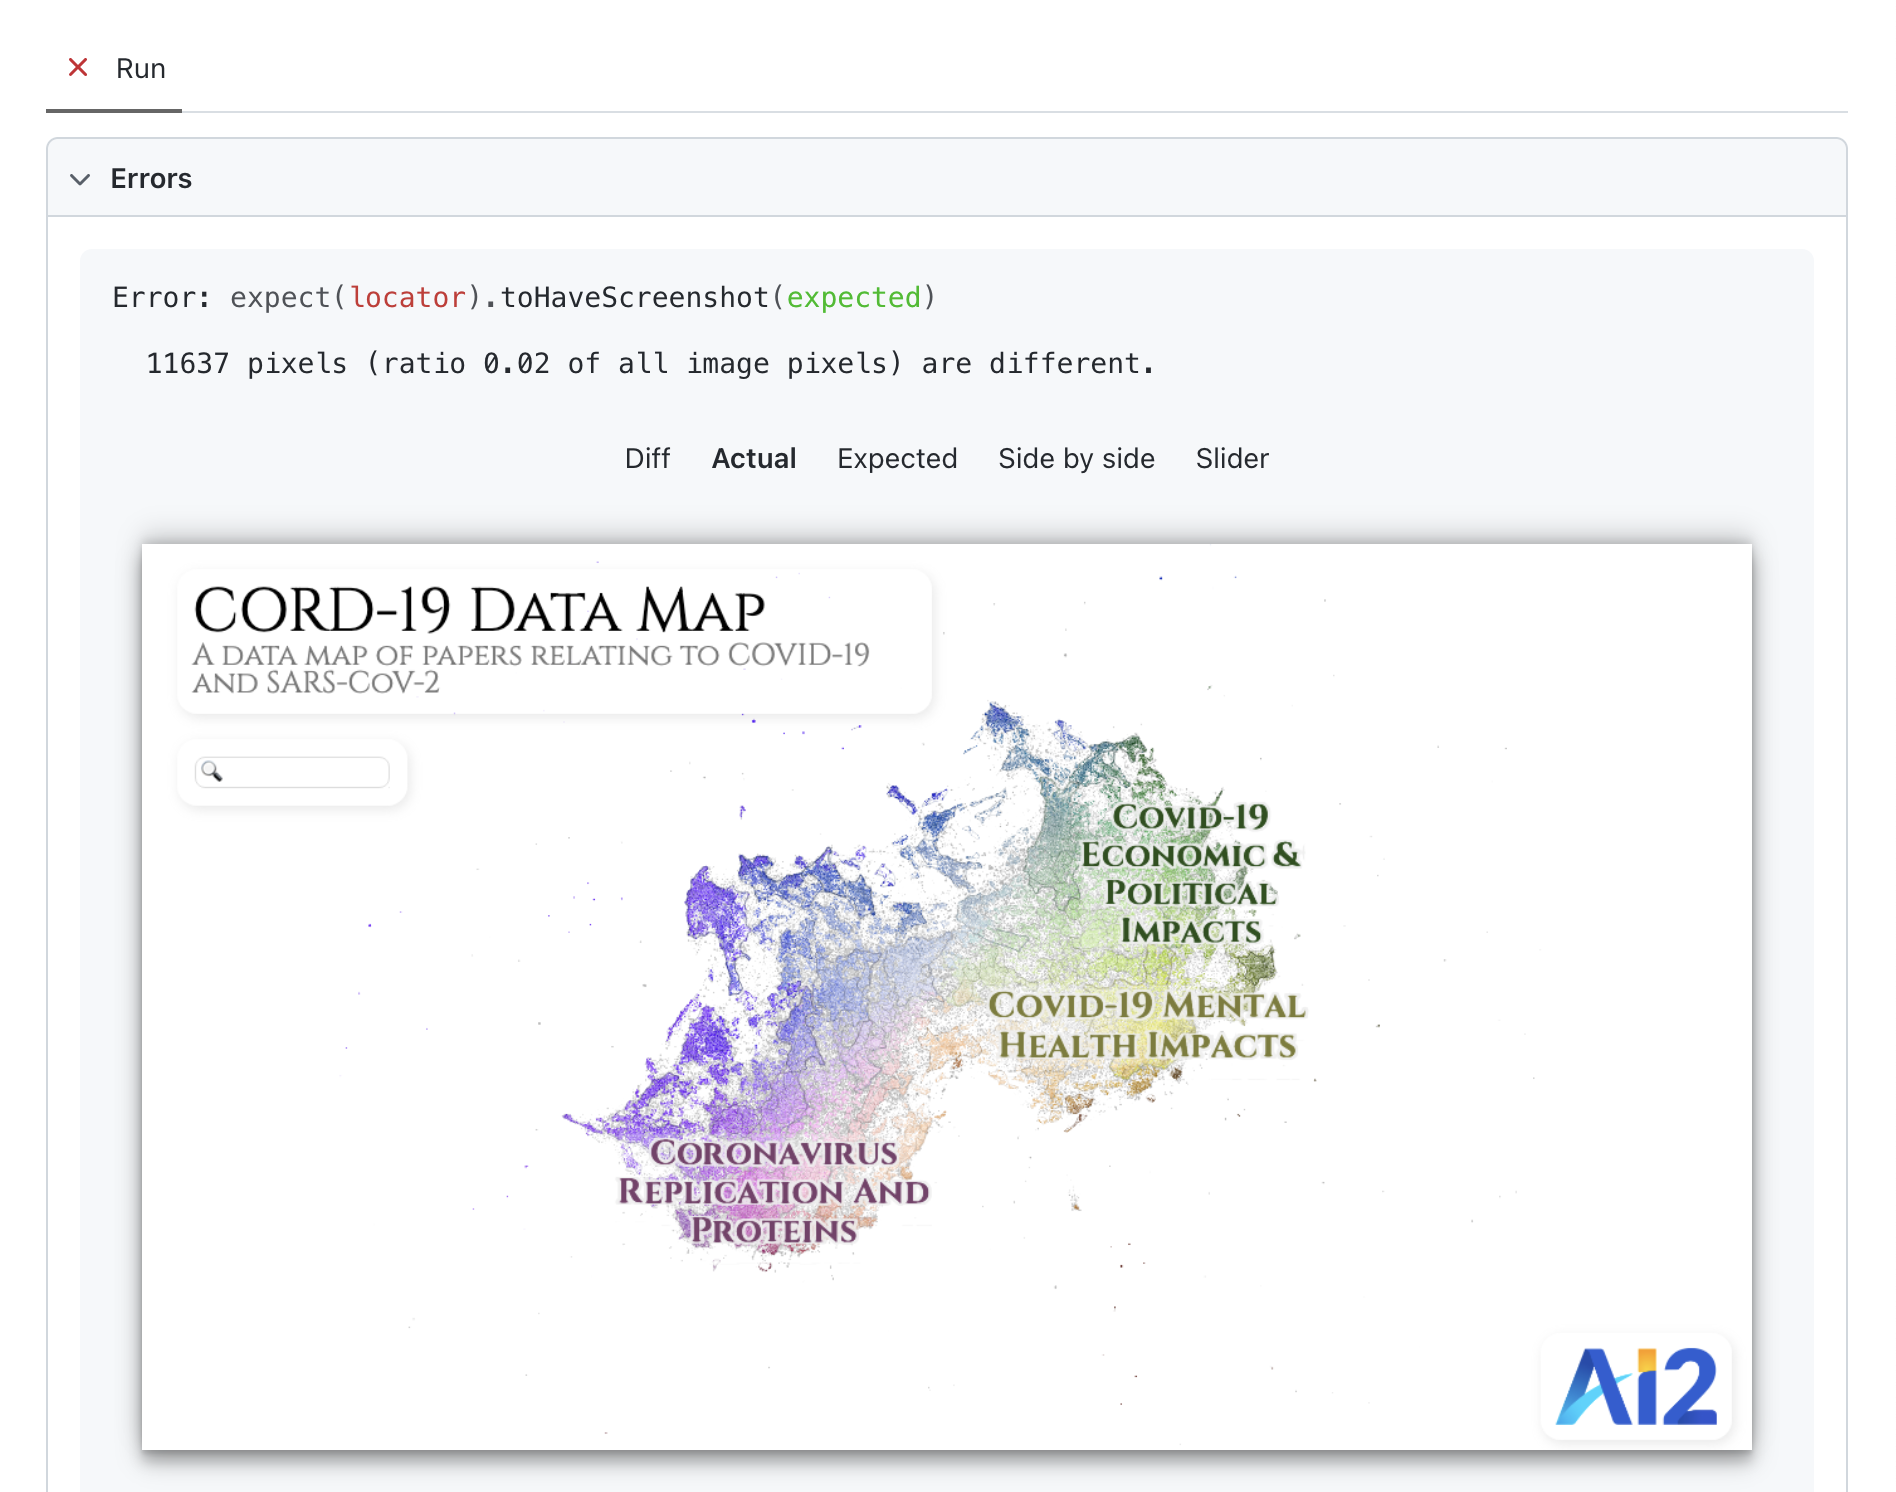 Run
Errors
Error: expect(locator).toHaveScreenshot(expected)
11637 pixels (ratio 0.02 of all image pixels) are different.
Diff Actual Expected Side by side Slider
CORD-19 Data Map
A data map of papers relating to COVID-19
and SARS-CoV-2
Covid-19
Economic &
Political
Impacts
Covid-19 Mental
Health Impacts
Coronavirus
Replication And
Proteins
Ai2